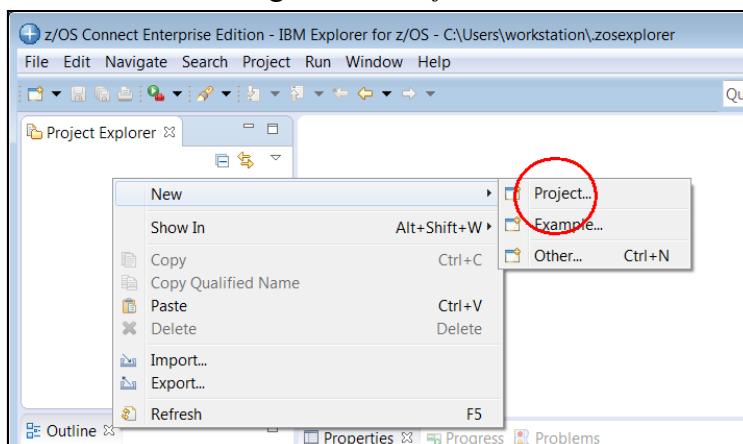 z/OS Connect Enterprise Edition - IBM Explorer for z/OS - C:\Users\workstation\.zosexplorer
File Edit Navigate Search Project Run Window Help
Qu
Project Explorer
New
Project...
Show In Alt+Shift+W
Example...
Other... Ctrl+N
Copy Ctrl+C
Copy Qualified Name
Paste Ctrl+V
Delete Delete
Import...
Export...
Refresh F5
Outline
Properties Progress Problems